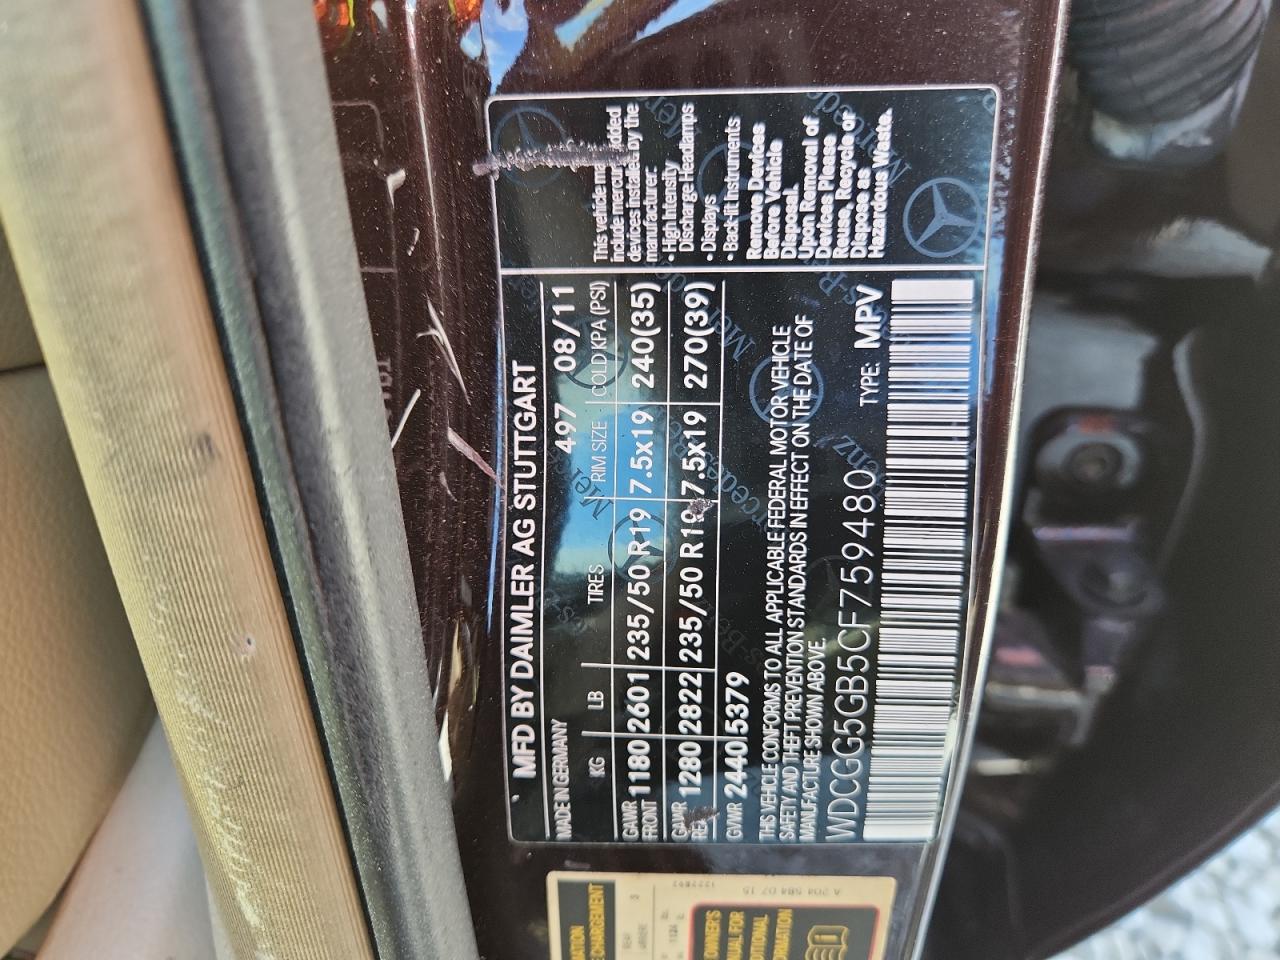 MFD BY DAIMLER AG STUTTGART
MADE IN GERMANY 497 08/11
KG LB TIRES RIM SIZE COLD KPA (PSI)
GAWR FRONT 1180 2601 235/50 R19 7.5x19 240(35)
GAWR 1280 2822 235/50 R19 7.5x19 270(39)
GVWR 2440 5379
THIS VEHICLE CONFORMS TO ALL APPLICABLE FEDERAL MOTOR VEHICLE
SAFETY AND THEFT PREVENTION STANDARDS IN EFFECT ON THE DATE OF
MANUFACTURE SHOWN ABOVE.
WDCGG5GB5CF759480 TYPE: MPV
This vehicle
include added
devices installed by the
manufacturer:
• High Intensity
Discharge Headlamps
• Displays
• Back-lit Instruments
Remove Devices
Before Vehicle
Disposal.
Upon Removal of
Devices Please
Reuse, Recycle or
Dispose as
Hazardous Waste.
A 204 584 07 15